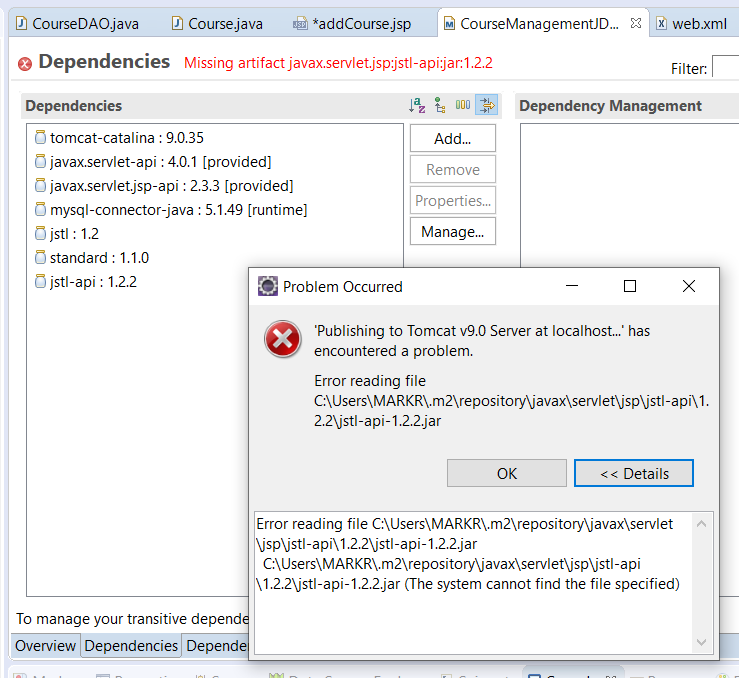 CourseDAO.java
Course.java
*addCourse.jsp
CourseManagementJD...
web.xml
Dependencies
Missing artifact javax.servlet.jsp:jstl-api:jar:1.2.2
Filter:
Dependencies
Dependency Management
tomcat-catalina : 9.0.35
javax.servlet-api : 4.0.1 [provided]
javax.servlet.jsp-api : 2.3.3 [provided]
mysql-connector-java : 5.1.49 [runtime]
jstl : 1.2
standard : 1.1.0
jstl-api : 1.2.2
Add...
Remove
Properties...
Manage...
Problem Occurred
'Publishing to Tomcat v9.0 Server at localhost...' has
encountered a problem.
Error reading file
C:\Users\MARKR\.m2\repository\javax\servlet\jsp\jstl-api\1.
2.2\jstl-api-1.2.2.jar
OK
<< Details
Error reading file C:\Users\MARKR\.m2\repository\javax\servlet
\jsp\jstl-api\1.2.2\jstl-api-1.2.2.jar
C:\Users\MARKR\.m2\repository\javax\servlet\jsp\jstl-api
\1.2.2\jstl-api-1.2.2.jar (The system cannot find the file specified)
To manage your transitive depende
Overview
Dependencies
Depende